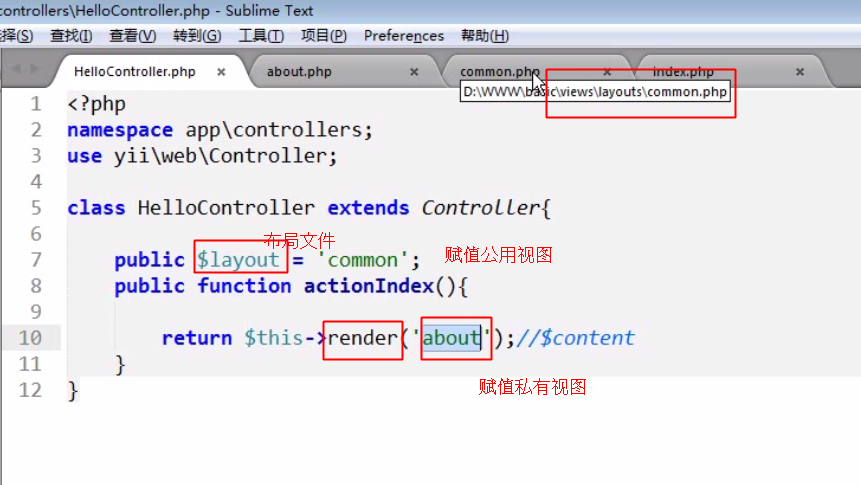 controllers\HelloController.php - Sublime Text
择(S) 查找(I) 查看(V) 转到(G) 工具(T) 项目(P) Preferences 帮助(H)
HelloController.php × about.php × common.php × index.php ×
D:\WWW\basic\views\layouts\common.php
1 <?php
2 namespace app\controllers;
3 use yii\web\Controller;
4
5 class HelloController extends Controller{
6
布局文件
7 public $layout = 'common'; 赋值公用视图
8 public function actionIndex(){
9
10 return $this->render('about');//$content
11 }
赋值私有视图
12 }